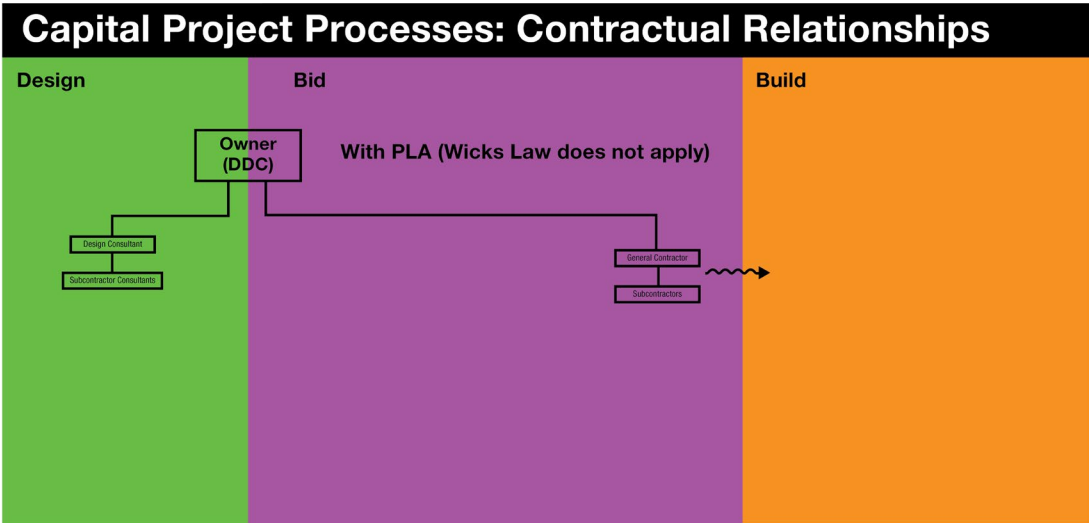 Capital Project Processes: Contractual Relationships
Design
Bid
Build
Owner
(DDC)
With PLA (Wicks Law does not apply)
Design Consultant
Subcontractor Consultants
General Contractor
Subcontractors